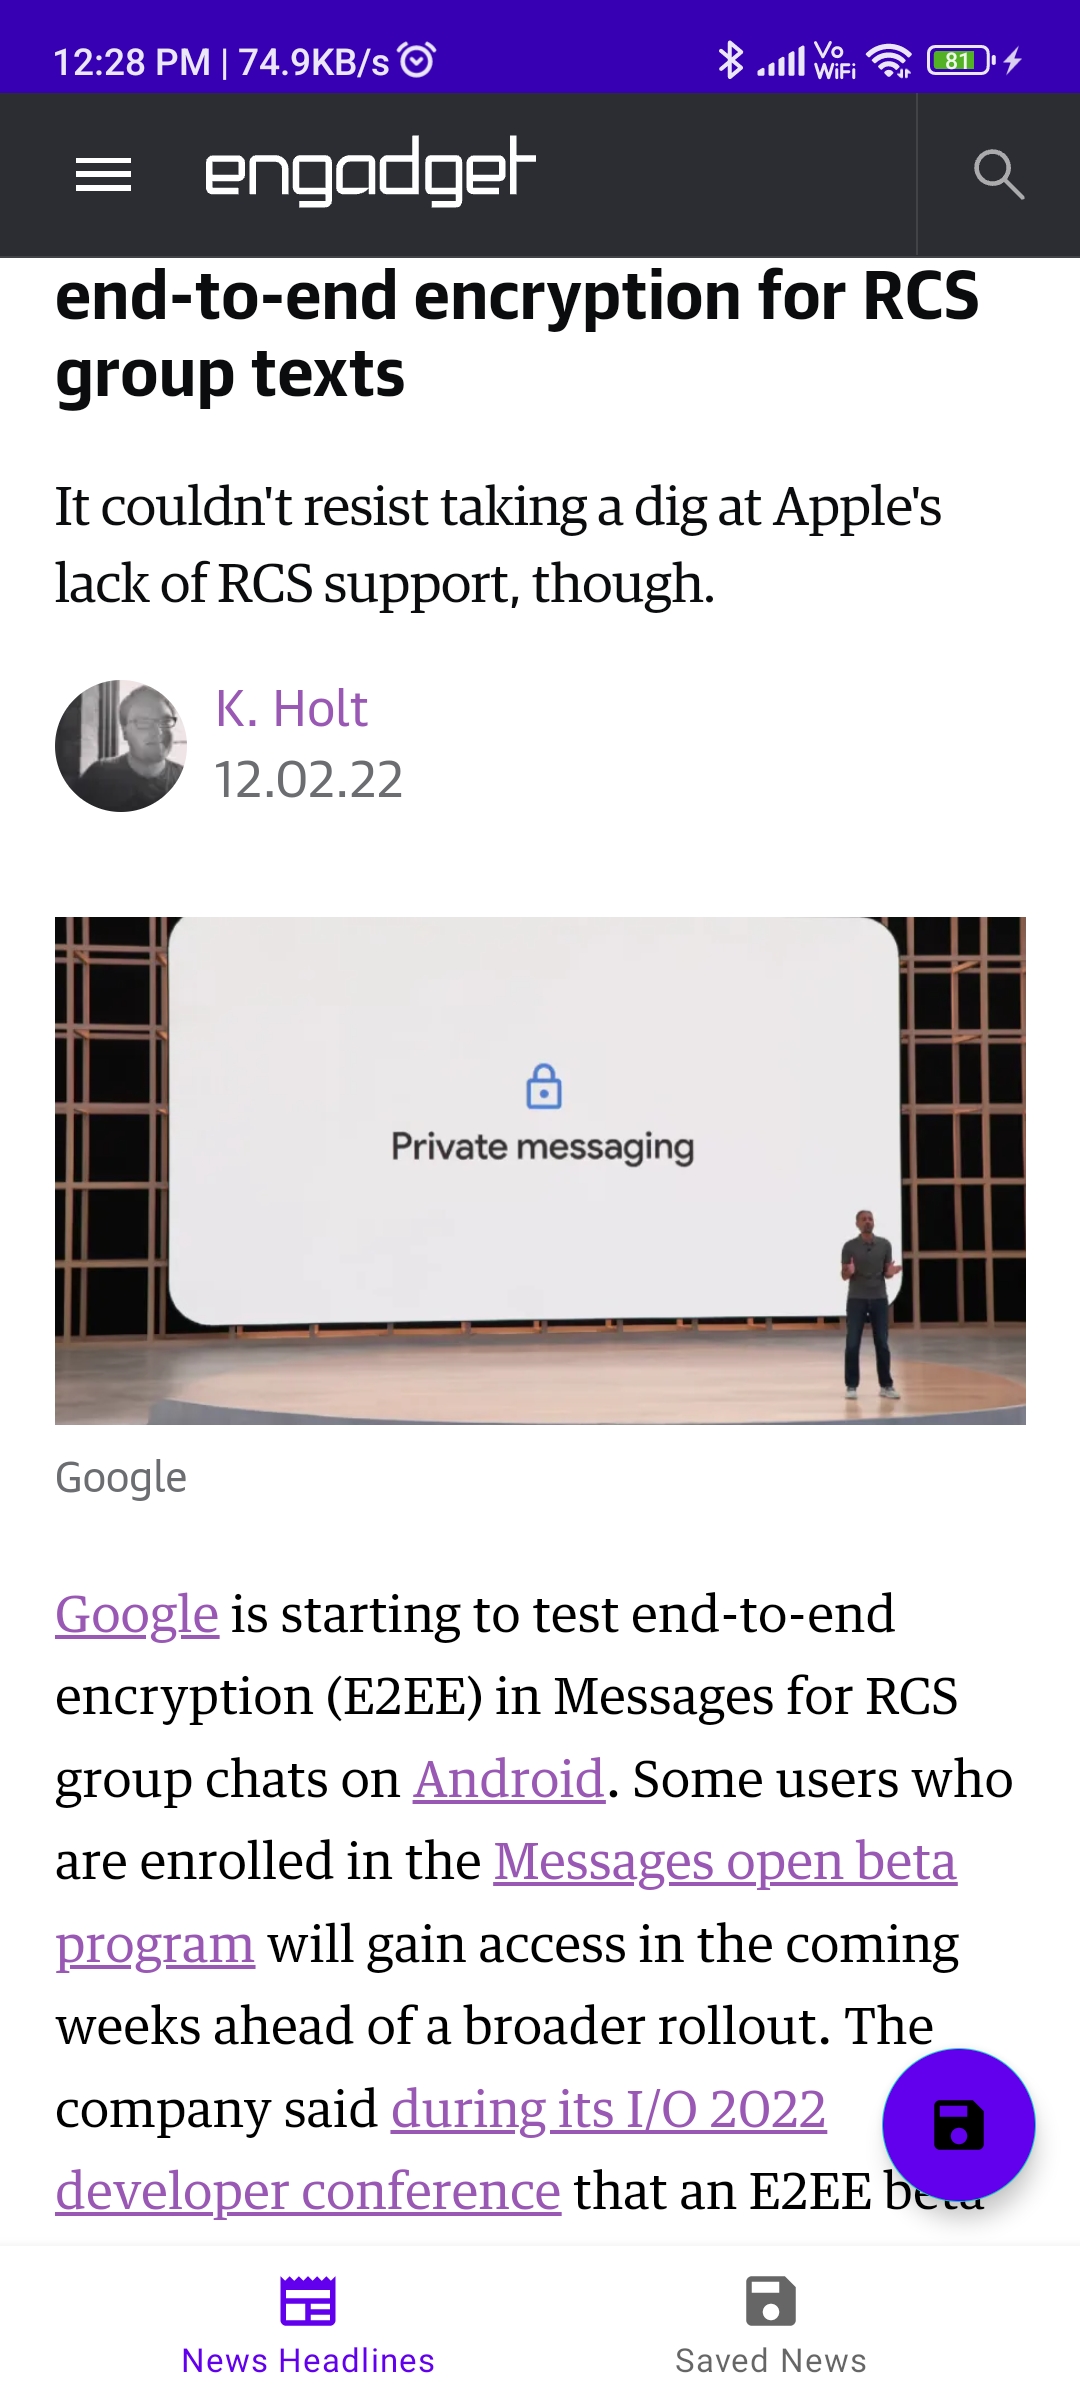 12:28 PM | 74.9KB/s
Vo
WiFi
81
engadget
end-to-end encryption for RCS
group texts
It couldn't resist taking a dig at Apple's
lack of RCS support, though.
K. Holt
12.02.22
Private messaging
Google
Google is starting to test end-to-end
encryption (E2EE) in Messages for RCS
group chats on Android. Some users who
are enrolled in the Messages open beta
program will gain access in the coming
weeks ahead of a broader rollout. The
company said during its I/O 2022
developer conference that an E2EE beta
News Headlines
Saved News